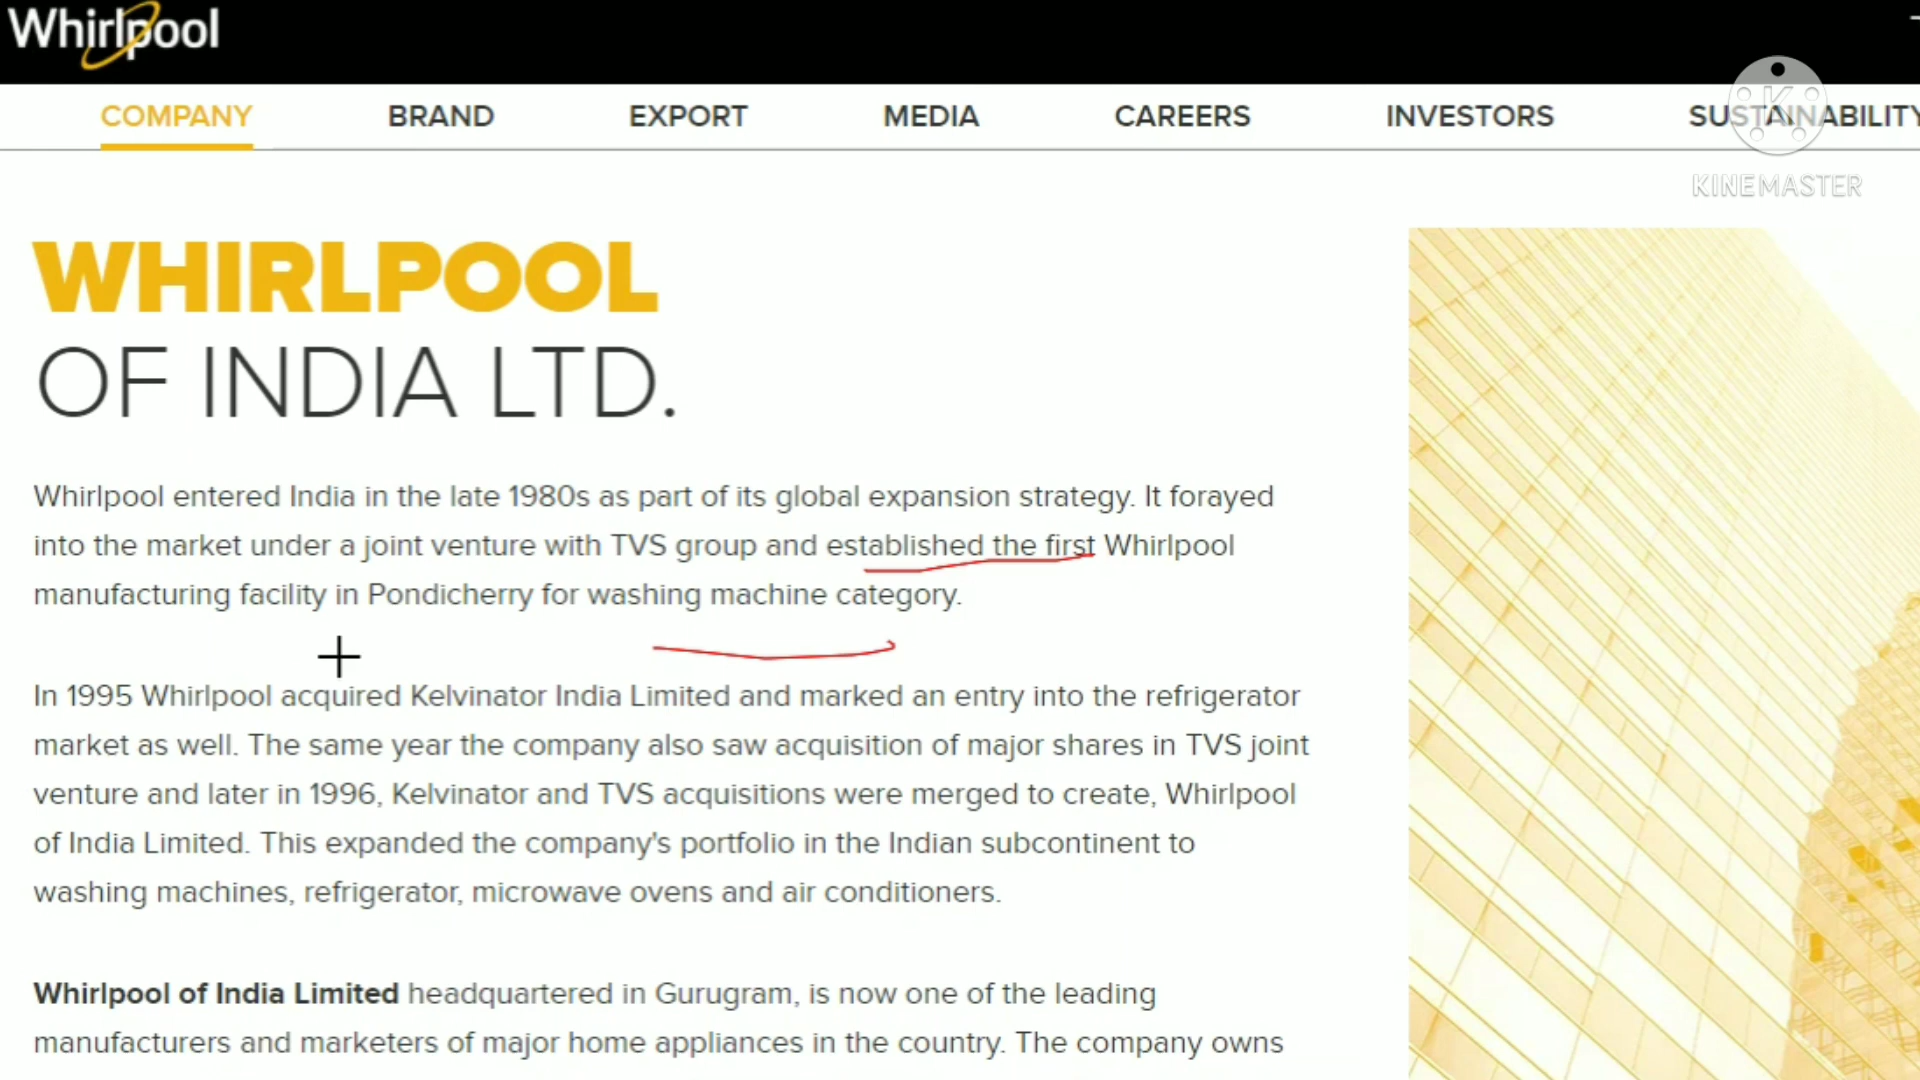 Whirlpool
COMPANY BRAND EXPORT MEDIA CAREERS INVESTORS SUSTAINABILITY
KINEMASTER
WHIRLPOOL
OF INDIA LTD.
Whirlpool entered India in the late 1980s as part of its global expansion strategy. It forayed
into the market under a joint venture with TVS group and established the first Whirlpool
manufacturing facility in Pondicherry for washing machine category.
In 1995 Whirlpool acquired Kelvinator India Limited and marked an entry into the refrigerator
market as well. The same year the company also saw acquisition of major shares in TVS joint
venture and later in 1996, Kelvinator and TVS acquisitions were merged to create, Whirlpool
of India Limited. This expanded the company's portfolio in the Indian subcontinent to
washing machines, refrigerator, microwave ovens and air conditioners.
Whirlpool of India Limited headquartered in Gurugram, is now one of the leading
manufacturers and marketers of major home appliances in the country. The company owns